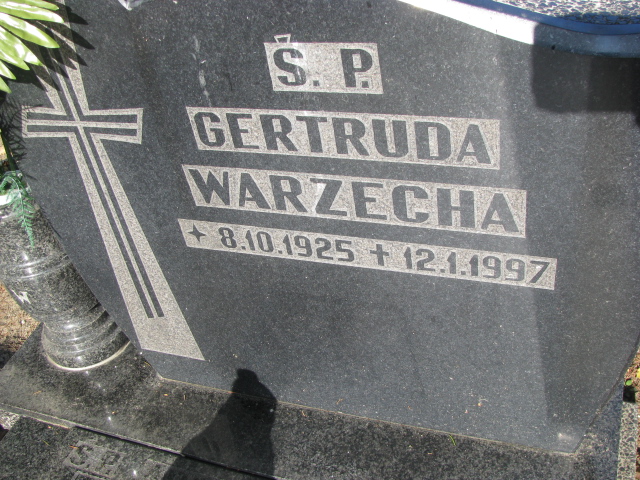 Ś. P.
GERTRUDA
WARZECHA
✦ 8.10.1925 + 12.1.1997